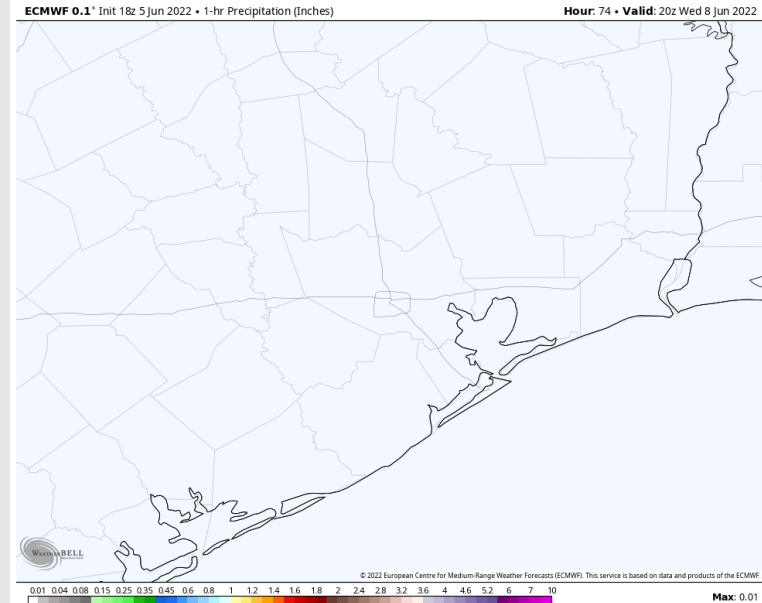 ECMWF 0.1° Init 18z 5 Jun 2022 • 1-hr Precipitation (Inches) Hour: 74 • Valid: 20z Wed 8 Jun 2022
WEATHERBELL
© 2022 European Centre for Medium-Range Weather Forecasts (ECMWF). This service is based on data and products of the ECMWF.
0.01 0.04 0.08 0.15 0.25 0.35 0.45 0.6 0.8 1 1.2 1.4 1.6 1.8 2 2.4 2.8 3.2 3.6 4 4.6 5.2 6 7 10
Max: 0.01